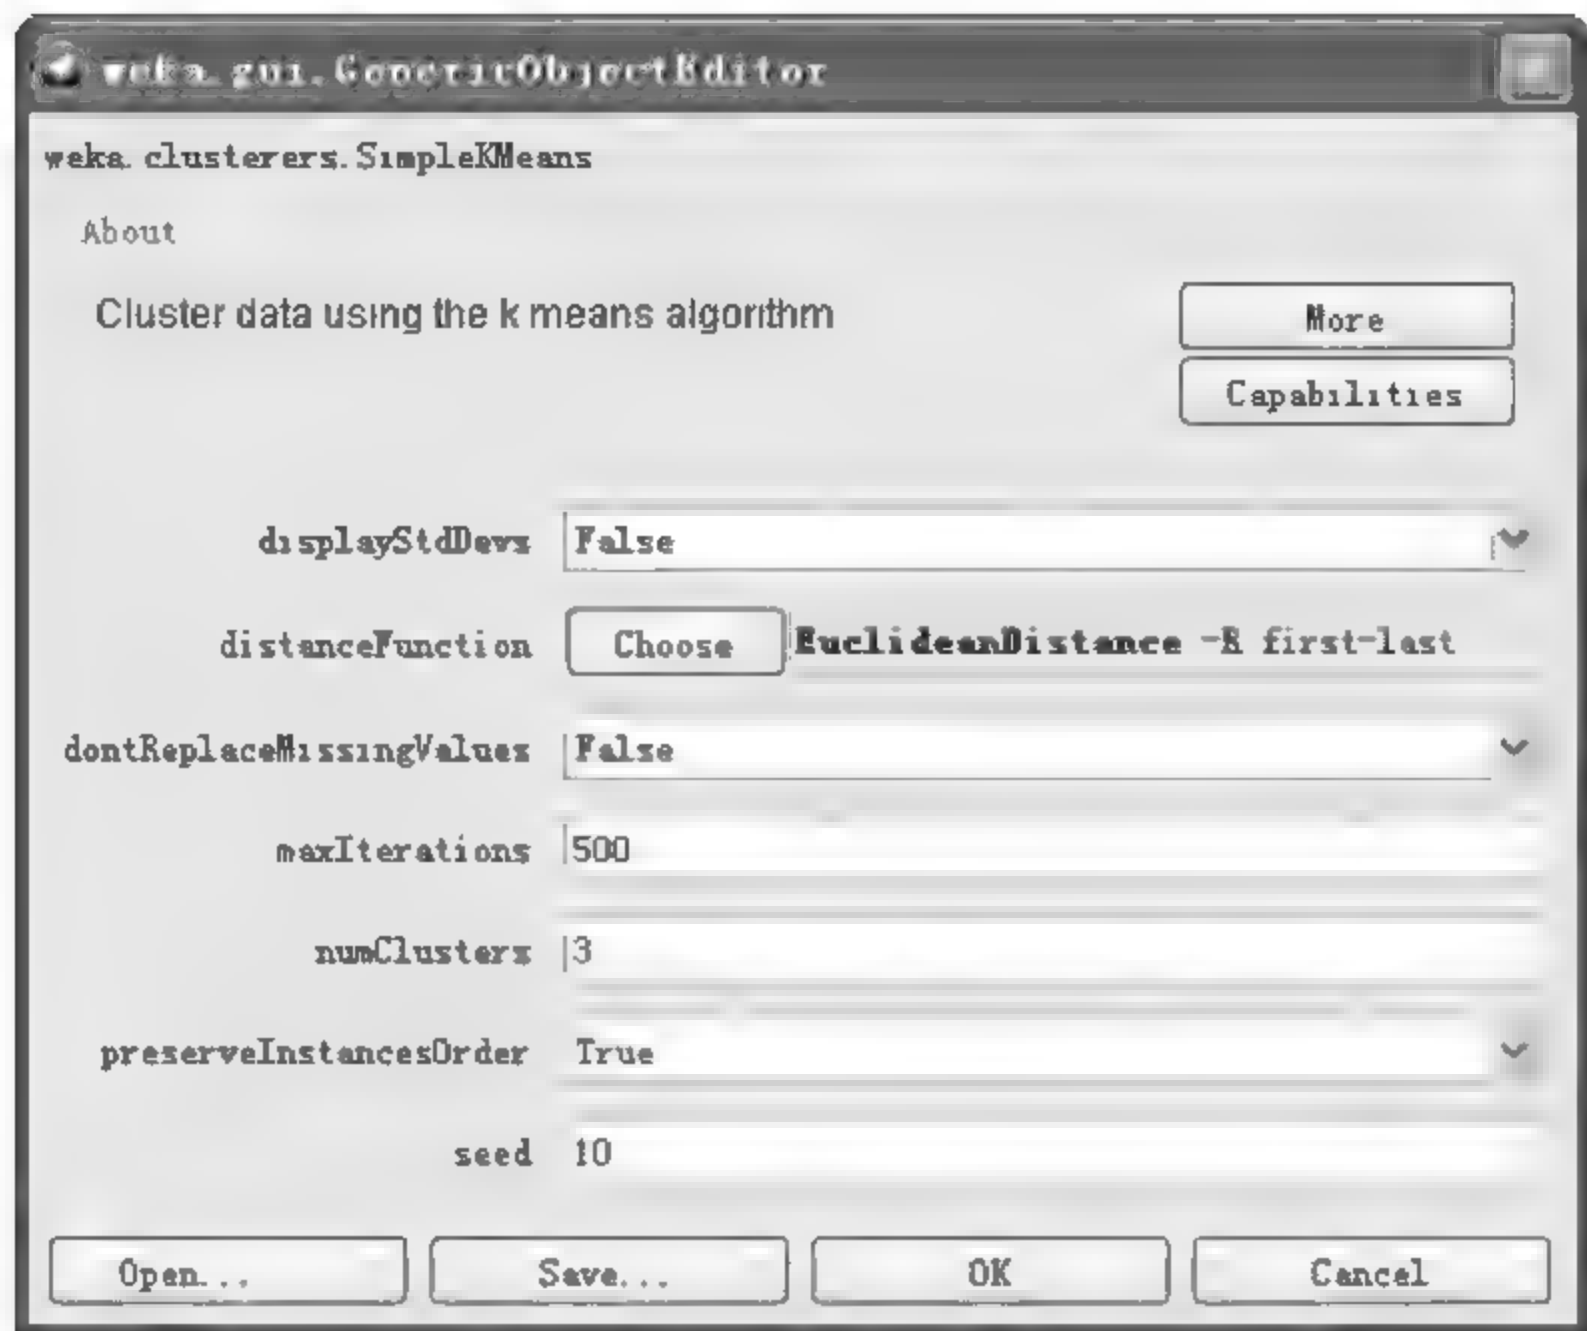 weka.gui.GenericObjectEditor
weka.clusterers.SimpleKMeans
About
Cluster data using the k means algorithm
More
Capabilities
displayStdDevs False
distanceFunction Choose EuclideanDistance -R first-last
dontReplaceMissingValues False
maxIterations 500
numClusters 3
preserveInstancesOrder True
seed 10
Open... Save... OK Cancel